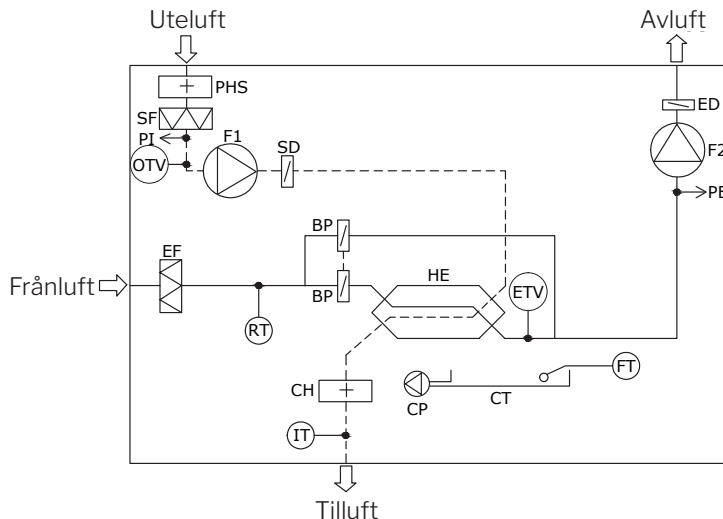 Uteluft
Avluft
PHS
ED
SF
PI
F1
SD
F2
OTV
PE
BP
EF
HE
ETV
Frånluft
BP
RT
FT
CH
CP
CT
IT
Tilluft